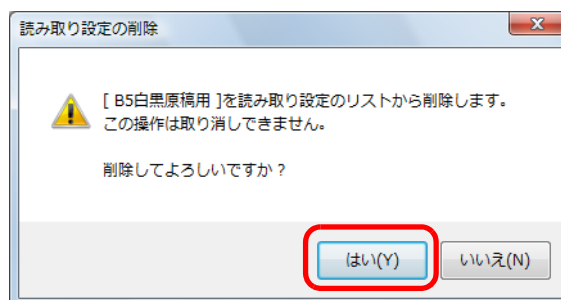 読み取り設定の削除
[ B5白黒原稿用 ]を読み取り設定のリストから削除します。
この操作は取り消しできません。
削除してよろしいですか？
はい(Y)
いいえ(N)